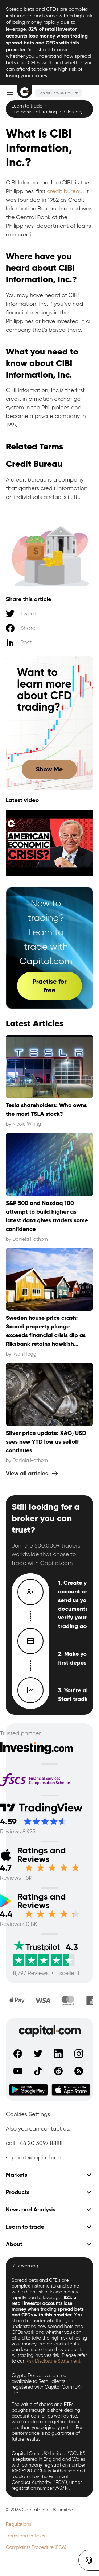 Spread bets and CFDs are complex
instruments and come with a high risk
of losing money rapidly due to
leverage. 82% of retail investor
accounts lose money when trading
spread bets and CFDs with this
provider. You should consider
whether you understand how spread
bets and CFDs work and whether you
can afford to take the high risk of
losing your money.
Capital Com UK Lim...
Learn to trade •
The basics of trading • Glossary
What is CIBI
Information,
Inc.?
CIBI Information, Inc.(CIBI) is the
Philippines' first credit bureau. It
was founded in 1982 as Credit
Information Bureau, Inc. and was
the Central Bank of the
Philippines' department of loans
and credit.
Where have you
heard about CIBI
Information, Inc.?
You may have heard of CIBI
Information, Inc. if you've had
financial dealings in the
Philippines or have invested in a
company that's based there.
What you need to
know about CIBI
Information, Inc.
CIBI Information, Inc.is the first
credit information exchange
system in the Philippines and
became a private company in
1997.
Related Terms
Credit Bureau
A credit bureau is a company
that gathers credit information
on individuals and sells it. It...
Share this article
Tweet
Share
Post
Want to
learn more
about CFD
trading?
Show Me
Latest video
AMERICAN
ECONOMIC
CRISIS?
New to
trading?
Learn to
trade with
Capital.com
Practise for
free
Latest Articles
TESLA
Tesla shareholders: Who owns
the most TSLA stock?
by Nicole Willing
S&P 500 and Nasdaq 100
attempt to build higher as
latest data gives traders some
confidence
by Daniela Hathorn
Sweden house price crash:
Scandi property plunge
exceeds financial crisis dip as
Riksbank retains hawkish...
by Ryan Hogg
Silver price update: XAG/USD
sees new YTD low as selloff
continues
by Daniela Hathorn
View all articles
Still looking for a
broker you can
trust?
Join the 500.000+ traders
worldwide that chose to
trade with Capital.com
1. Create yo
account or
send us you
documents
verify your
trading acc
2. Make you
first deposi
3. You're al
Start tradin
Trusted partner
Investing.com
fscs Financial Services
Compensation Scheme
TradingView
4.59
Reviews 8,975
Ratings and
Reviews
4.7
Reviews 1,5K
Ratings and
Reviews
4.4
Reviews 40,8K
Trustpilot 4.3
8,797 Reviews • Excellent
Pay VISA
capital.com
GET IT ON
Google Play
Download on the
App Store
Cookies Settings
Also you can contact us:
call +44 20 3097 8888
support@capital.com
Markets
Products
News and Analysis
Learn to trade
About
Risk warning
Spread bets and CFDs are
complex instruments and come
with a high risk of losing
money rapidly due to
leverage. 82% of retail
investor accounts lose
money when trading spread bets
and CFDs with this provider. You
should consider whether you
understand how spread bets
and CFDs work and whether you
can afford to take the high risk
of losing your
money. Professional clients
can lose more than they deposit.
All trading involves risk. Please refer
to our Risk Disclosure Statement
Crypto Derivatives are not
available to Retail clients
registered with Capital Com (UK)
Ltd.
The value of shares and ETFs
bought through a share dealing
account can fall as well as rise,
which could mean getting back
less than you originally put in. Past
performance is no guarantee of
future results.
Capital Com (UK) Limited ("CCUK")
is registered in England and Wales
with company registration number
10506220. CCUK is Authorised and
regulated by the Financial
Conduct Authority ("FCA"), under
register number 793714.
© 2023 Capital Com UK Limited
Regulations
Terms and Policies
Complaints Procedure (FCA)